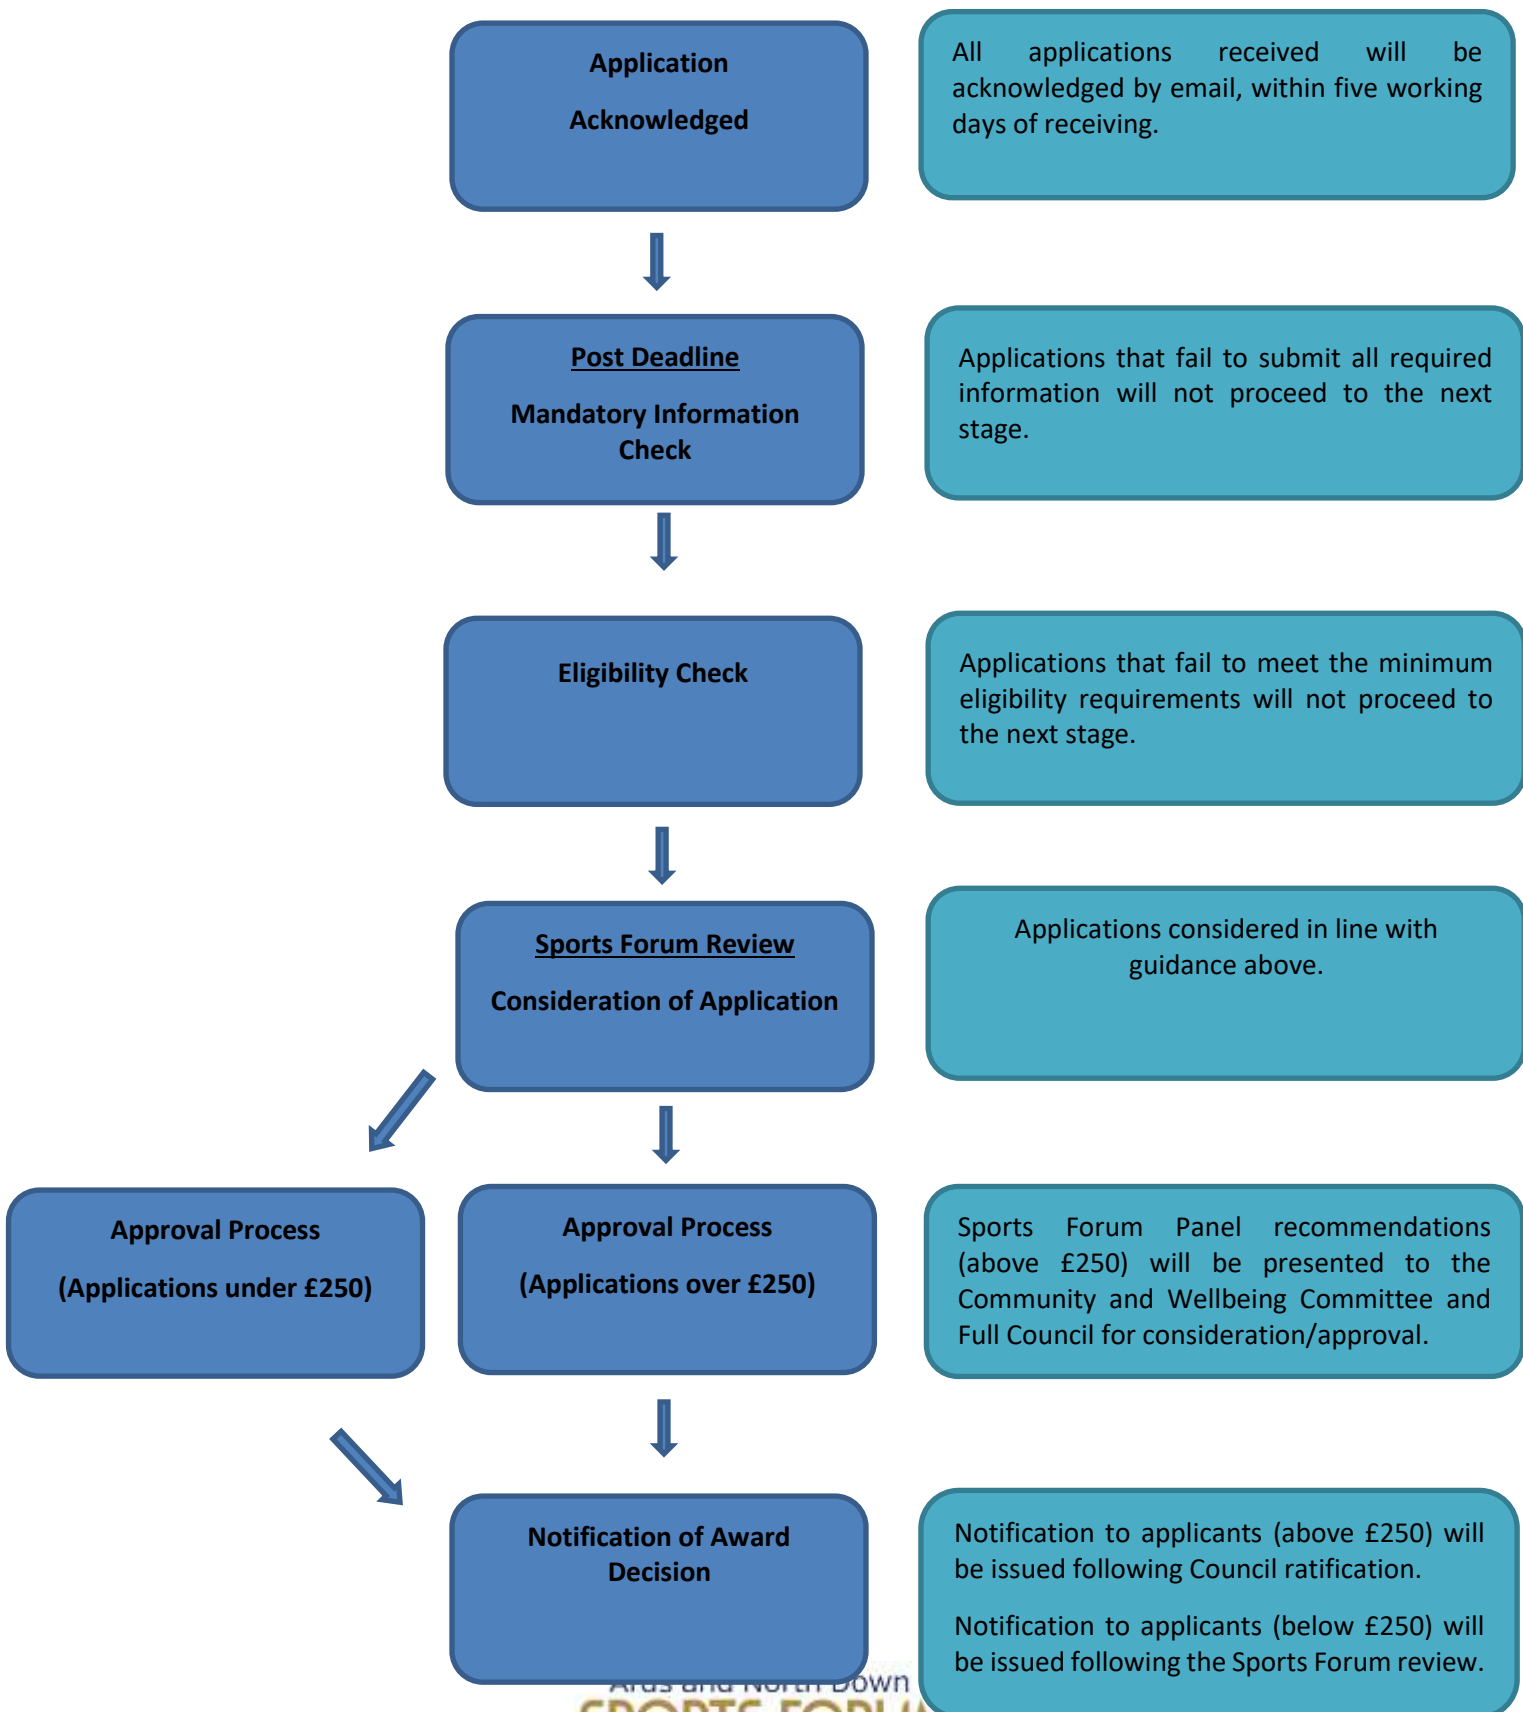 Application
Acknowledged
All applications received will be
acknowledged by email, within five working
days of receiving.
Post Deadline
Mandatory Information
Check
Applications that fail to submit all required
information will not proceed to the next
stage.
Eligibility Check
Applications that fail to meet the minimum
eligibility requirements will not proceed to
the next stage.
Sports Forum Review
Consideration of Application
Applications considered in line with
guidance above.
Approval Process
(Applications under £250)
Approval Process
(Applications over £250)
Sports Forum Panel recommendations
(above £250) will be presented to the
Community and Wellbeing Committee and
Full Council for consideration/approval.
Notification of Award
Decision
Notification to applicants (above £250) will
be issued following Council ratification.
Notification to applicants (below £250) will
be issued following the Sports Forum review.
Ards and North Down
SPORTS FORUM